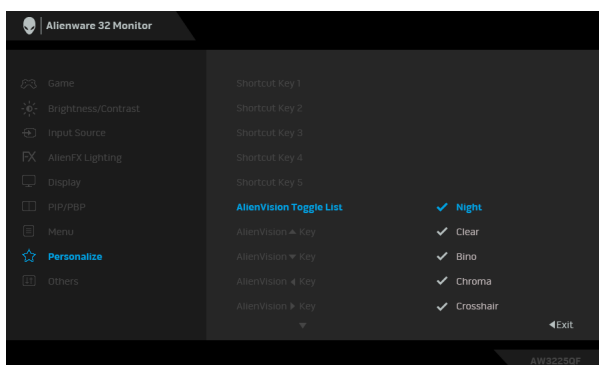 Alienware 32 Monitor
Game
Shortcut Key 1
Brightness/Contrast
Shortcut Key 2
Input Source
Shortcut Key 3
FX AlienFX Lighting
Shortcut Key 4
Display
Shortcut Key 5
PIP/PBP
AlienVision Toggle List
✓ Night
Menu
AlienVision ▲ Key
✓ Clear
Personalize
AlienVision ▼ Key
✓ Bino
Others
AlienVision ◀ Key
✓ Chroma
AlienVision ▶ Key
✓ Crosshair
▼
◀Exit
AW3225QF